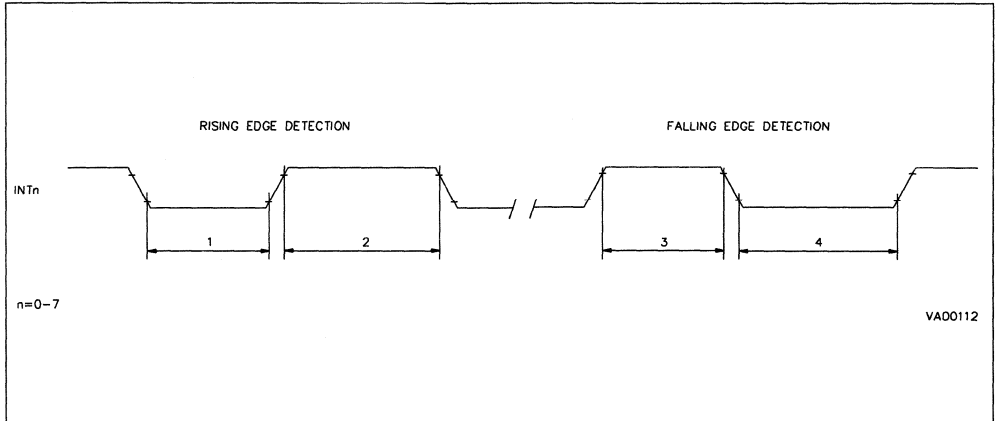 RISING EDGE DETECTION
FALLING EDGE DETECTION
INTn
1
2
3
4
n=0-7
VA00112